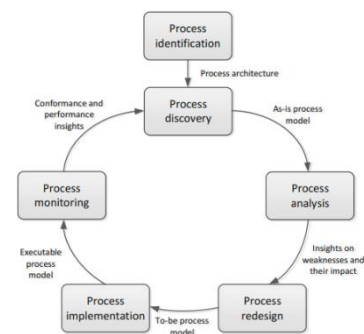 Process
identification
Process architecture
Process
discovery
As-is process
model
Process
analysis
Insights on
weaknesses and
their impact
Process
redesign
To-be process
model
Process
implementation
Executable
process
model
Process
monitoring
Conformance and
performance
insights